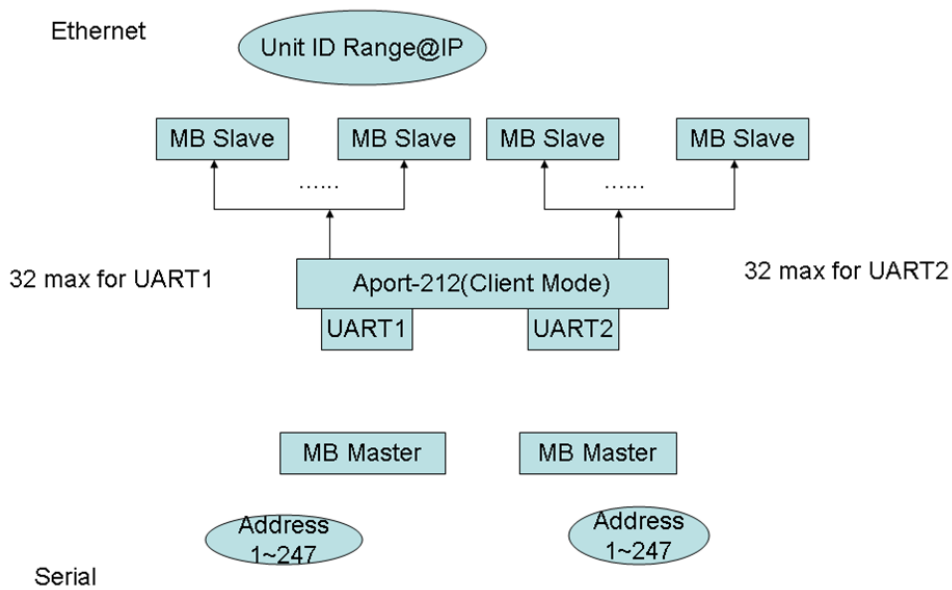 Ethernet
Unit ID Range@IP
MB Slave
MB Slave
MB Slave
MB Slave
......
......
32 max for UART1
Aport-212(Client Mode)
32 max for UART2
UART1
UART2
MB Master
MB Master
Address
1~247
Address
1~247
Serial